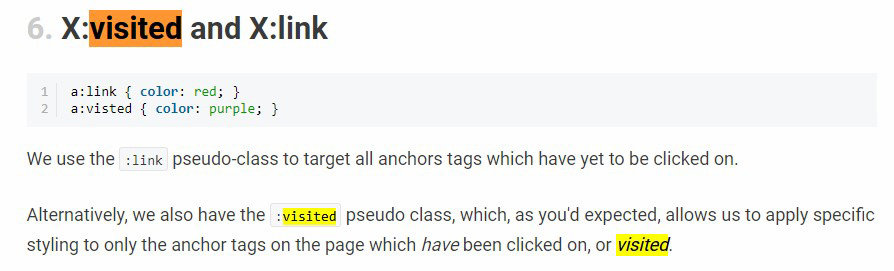 6. X:visited and X:link
1 a:link { color: red; }
2 a:visted { color: purple; }
We use the :link pseudo-class to target all anchors tags which have yet to be clicked on.
Alternatively, we also have the :visited pseudo class, which, as you'd expected, allows us to apply specific
styling to only the anchor tags on the page which have been clicked on, or visited.